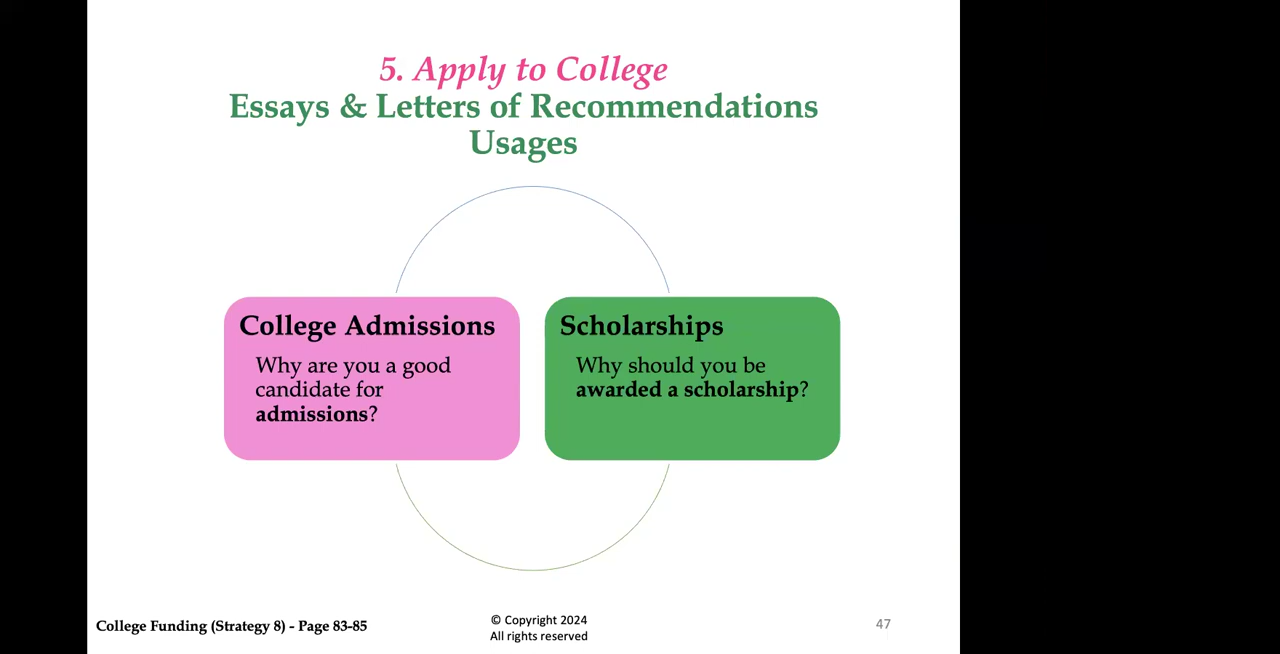 5. Apply to College
Essays & Letters of Recommendations
Usages
College Admissions
Why are you a good
candidate for
admissions?
Scholarships
Why should you be
awarded a scholarship?
College Funding (Strategy 8) - Page 83-85
© Copyright 2024
All rights reserved
47